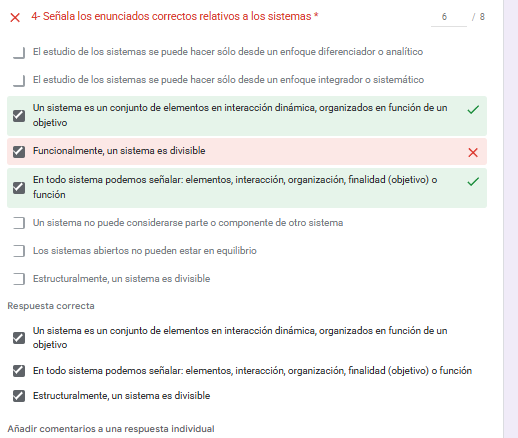 4- Señala los enunciados correctos relativos a los sistemas * 6 / 8
El estudio de los sistemas se puede hacer sólo desde un enfoque diferenciador o analítico
El estudio de los sistemas se puede hacer sólo desde un enfoque integrador o sistemático
Un sistema es un conjunto de elementos en interacción dinámica, organizados en función de un
objetivo
Funcionalmente, un sistema es divisible
En todo sistema podemos señalar: elementos, interacción, organización, finalidad (objetivo) o
función
Un sistema no puede considerarse parte o componente de otro sistema
Los sistemas abiertos no pueden estar en equilibrio
Estructuralmente, un sistema es divisible
Respuesta correcta
Un sistema es un conjunto de elementos en interacción dinámica, organizados en función de un
objetivo
En todo sistema podemos señalar: elementos, interacción, organización, finalidad (objetivo) o función
Estructuralmente, un sistema es divisible
Añadir comentarios a una respuesta individual